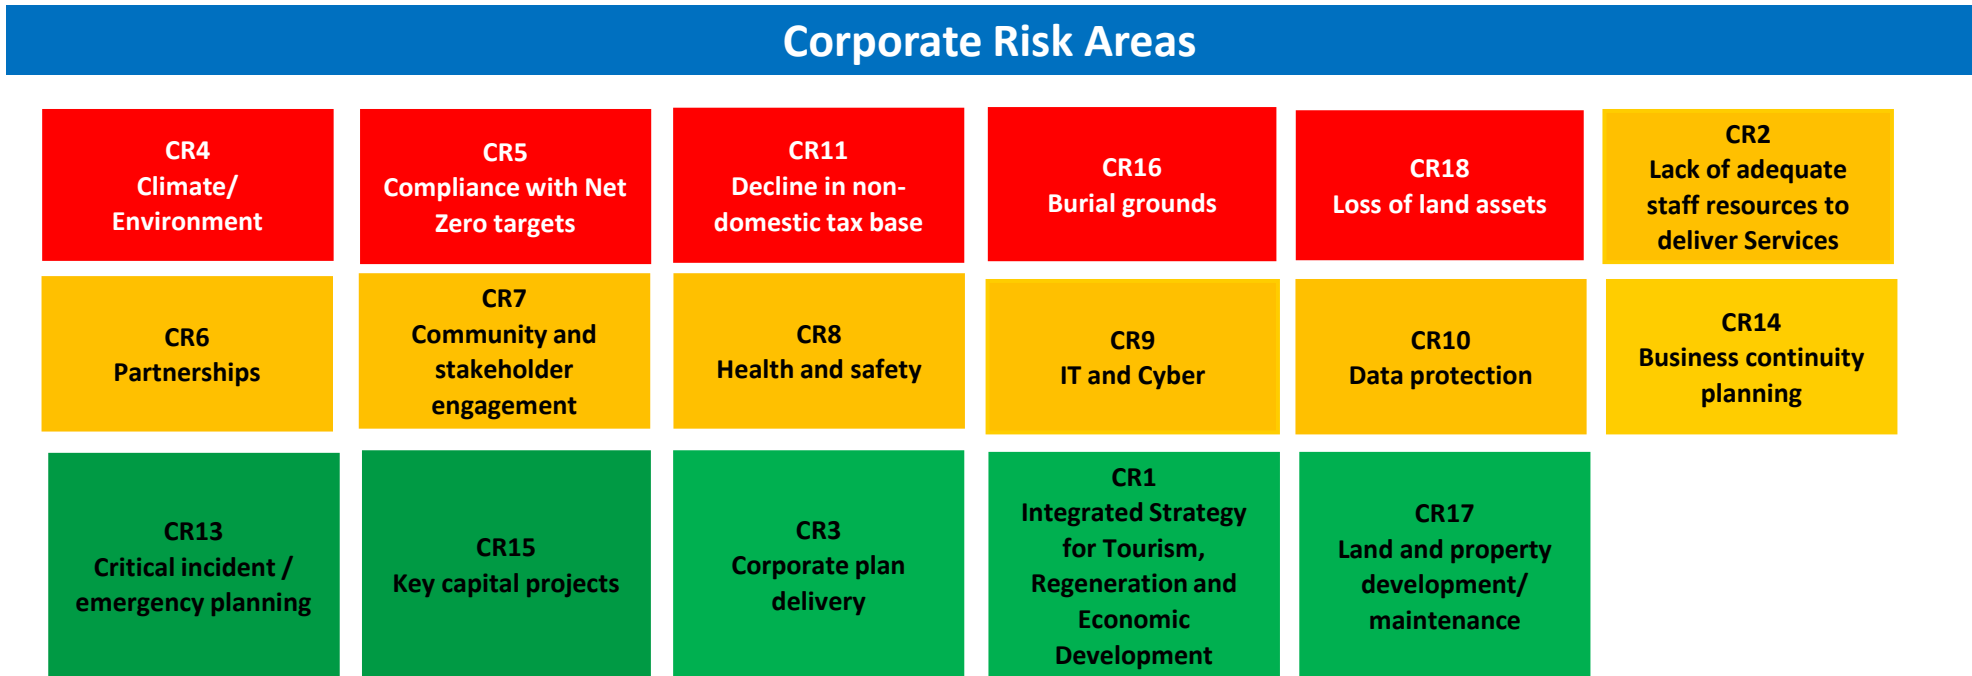 Corporate Risk Areas
CR4
Climate/
Environment
CR5
Compliance with Net
Zero targets
CR11
Decline in non-
domestic tax base
CR16
Burial grounds
CR18
Loss of land assets
CR2
Lack of adequate
staff resources to
deliver Services
CR6
Partnerships
CR7
Community and
stakeholder
engagement
CR8
Health and safety
CR9
IT and Cyber
CR10
Data protection
CR14
Business continuity
planning
CR13
Critical incident /
emergency planning
CR15
Key capital projects
CR3
Corporate plan
delivery
CR1
Integrated Strategy
for Tourism,
Regeneration and
Economic
Development
CR17
Land and property
development/
maintenance